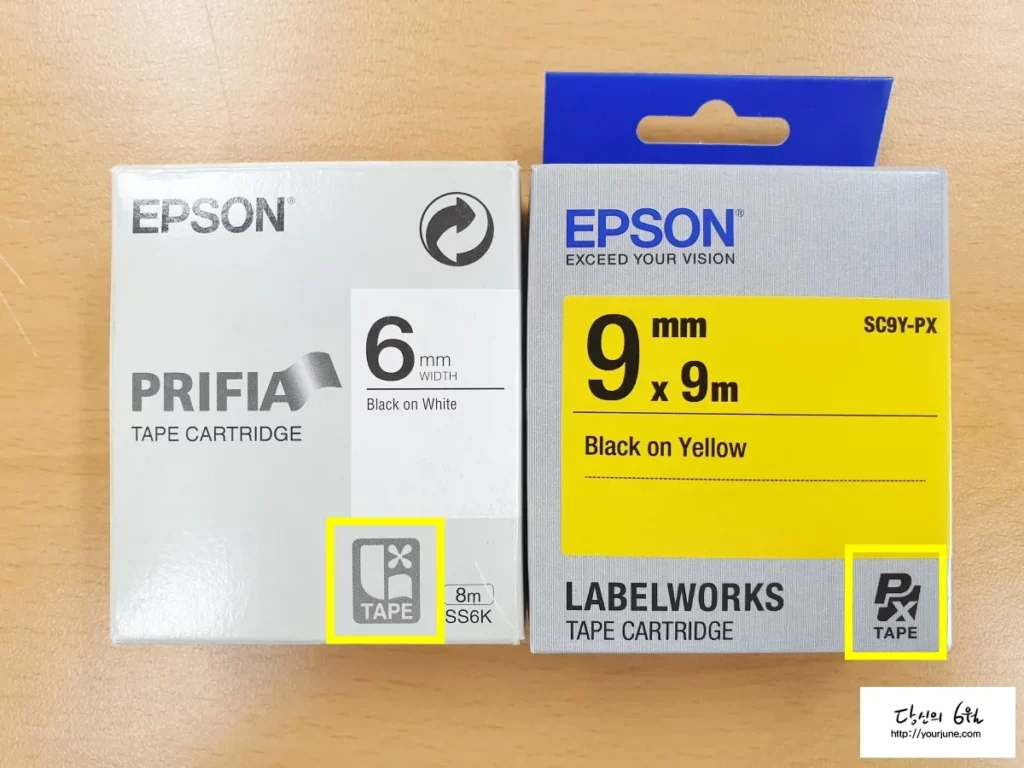 EPSON®
6 mm
WIDTH
Black on White
PRIFIA
TAPE CARTRIDGE
TAPE
8m
SS6K
EPSON®
EXCEED YOUR VISION
9 mm
x 9m
SC9Y-PX
Black on Yellow
LABELWORKS
TAPE CARTRIDGE
PX
TAPE
당신의 6월
http://yourjune.com